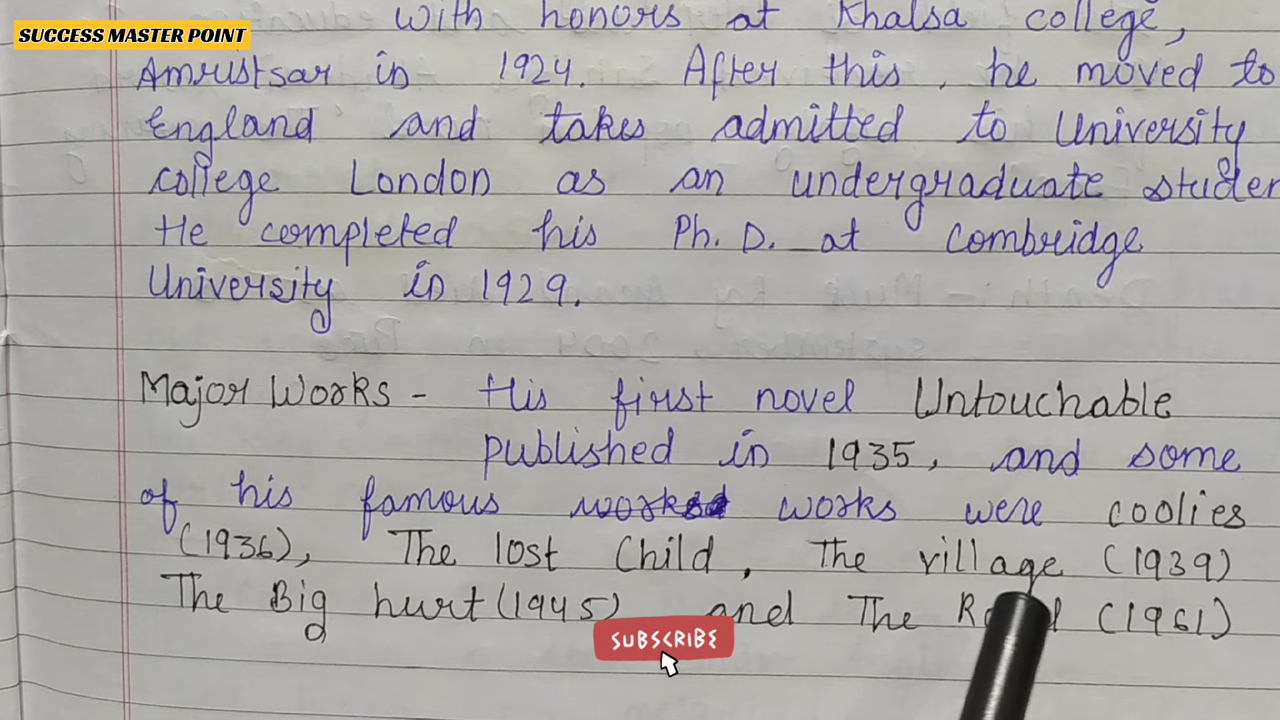 with honors at Khalsa college,
SUCCESS MASTER POINT
Amrustsar in 1924. After this, he moved to
England and takes admitted to University
college London as an undergraduate studen
He completed his Ph. D. at combridge
University in 1929.
Major Works - His first novel Untouchable
published in 1935, and some
of his famous works were coolies
(1936), The lost Child, The village (1939)
The Big hurt (1945) and The (1961)
SUBSCRIBE